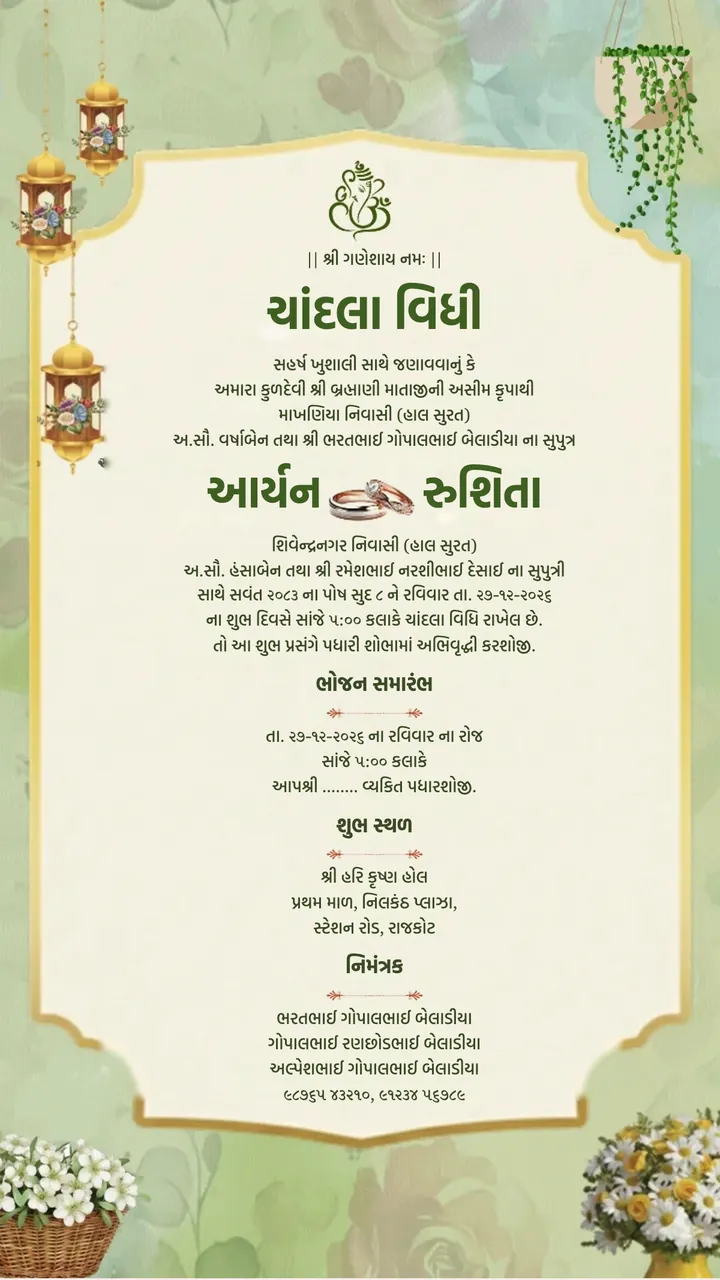 || શ્રી ગણેશાય નમઃ ||
ચાંદલા વિધી
સહર્ષ ખુશાલી સાથે જણાવવાનું કે
અમારા કુળદેવી શ્રી બ્રહ્માણી માતાજીની અસીમ કૃપાથી
માખણિયા નિવાસી (હાલ સુરત)
અ.સૌ. વર્ષાબેન તથા શ્રી ભરતભાઈ ગોપાલભાઈ બેલાડીયા ના સુપુત્ર
આર્યન રુશિતા
શિવેન્દ્રનગર નિવાસી (હાલ સુરત)
અ.સૌ. હંસાબેન તથા શ્રી રમેશભાઈ નરશીભાઈ દેસાઈ ના સુપુત્રી
સાથે સવંત ૨૦૮૩ ના પોષ સુદ ૮ ને રવિવાર તા. ૨૭-૧૨-૨૦૨૬
ના શુભ દિવસે સાંજે ૫:૦૦ કલાકે ચાંદલા વિધિ રાખેલ છે.
તો આ શુભ પ્રસંગે પધારી શોભામાં અભિવૃદ્ધી કરશોજી.
ભોજન સમારંભ
તા. ૨૭-૧૨-૨૦૨૬ ના રવિવાર ના રોજ
સાંજે ૫:૦૦ કલાકે
આપશ્રી ........ વ્યકિત પધારશોજી.
શુભ સ્થળ
શ્રી હરિ કૃષ્ણ હોલ
પ્રથમ માળ, નિલકંઠ પ્લાઝા,
સ્ટેશન રોડ, રાજકોટ
નિમંત્રક
ભરતભાઈ ગોપાલભાઈ બેલાડીયા
ગોપાલભાઈ રણછોડભાઈ બેલાડીયા
અલ્પેશભાઈ ગોપાલભાઈ બેલાડીયા
૯૮૭૬૫ ૪૩૨૧૦, ૯૧૨૩૪ ૫૬૭૮૯